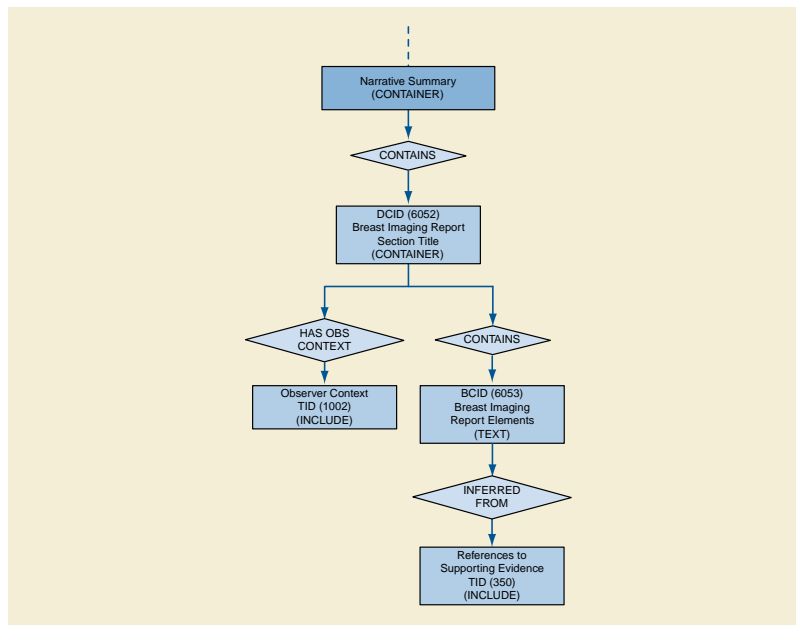 Narrative Summary
(CONTAINER)
CONTAINS
DCID (6052)
Breast Imaging Report
Section Title
(CONTAINER)
HAS OBS
CONTEXT
CONTAINS
Observer Context
TID (1002)
(INCLUDE)
BCID (6053)
Breast Imaging
Report Elements
(TEXT)
INFERRED
FROM
References to
Supporting Evidence
TID (350)
(INCLUDE)